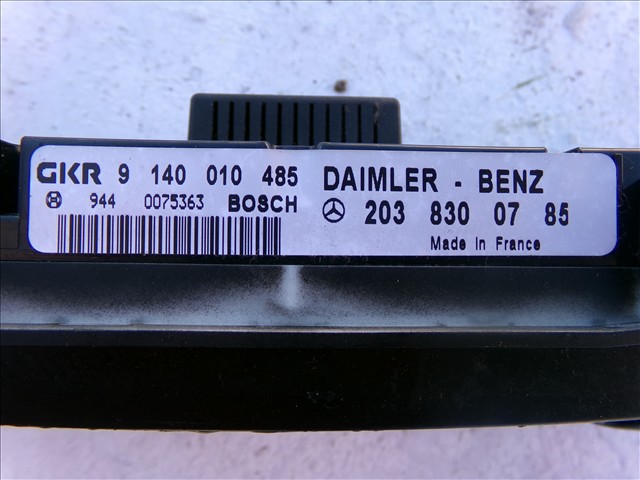 GKR 9 140 010 485 DAIMLER - BENZ
944 0075363 BOSCH 203 830 07 85
Made in France